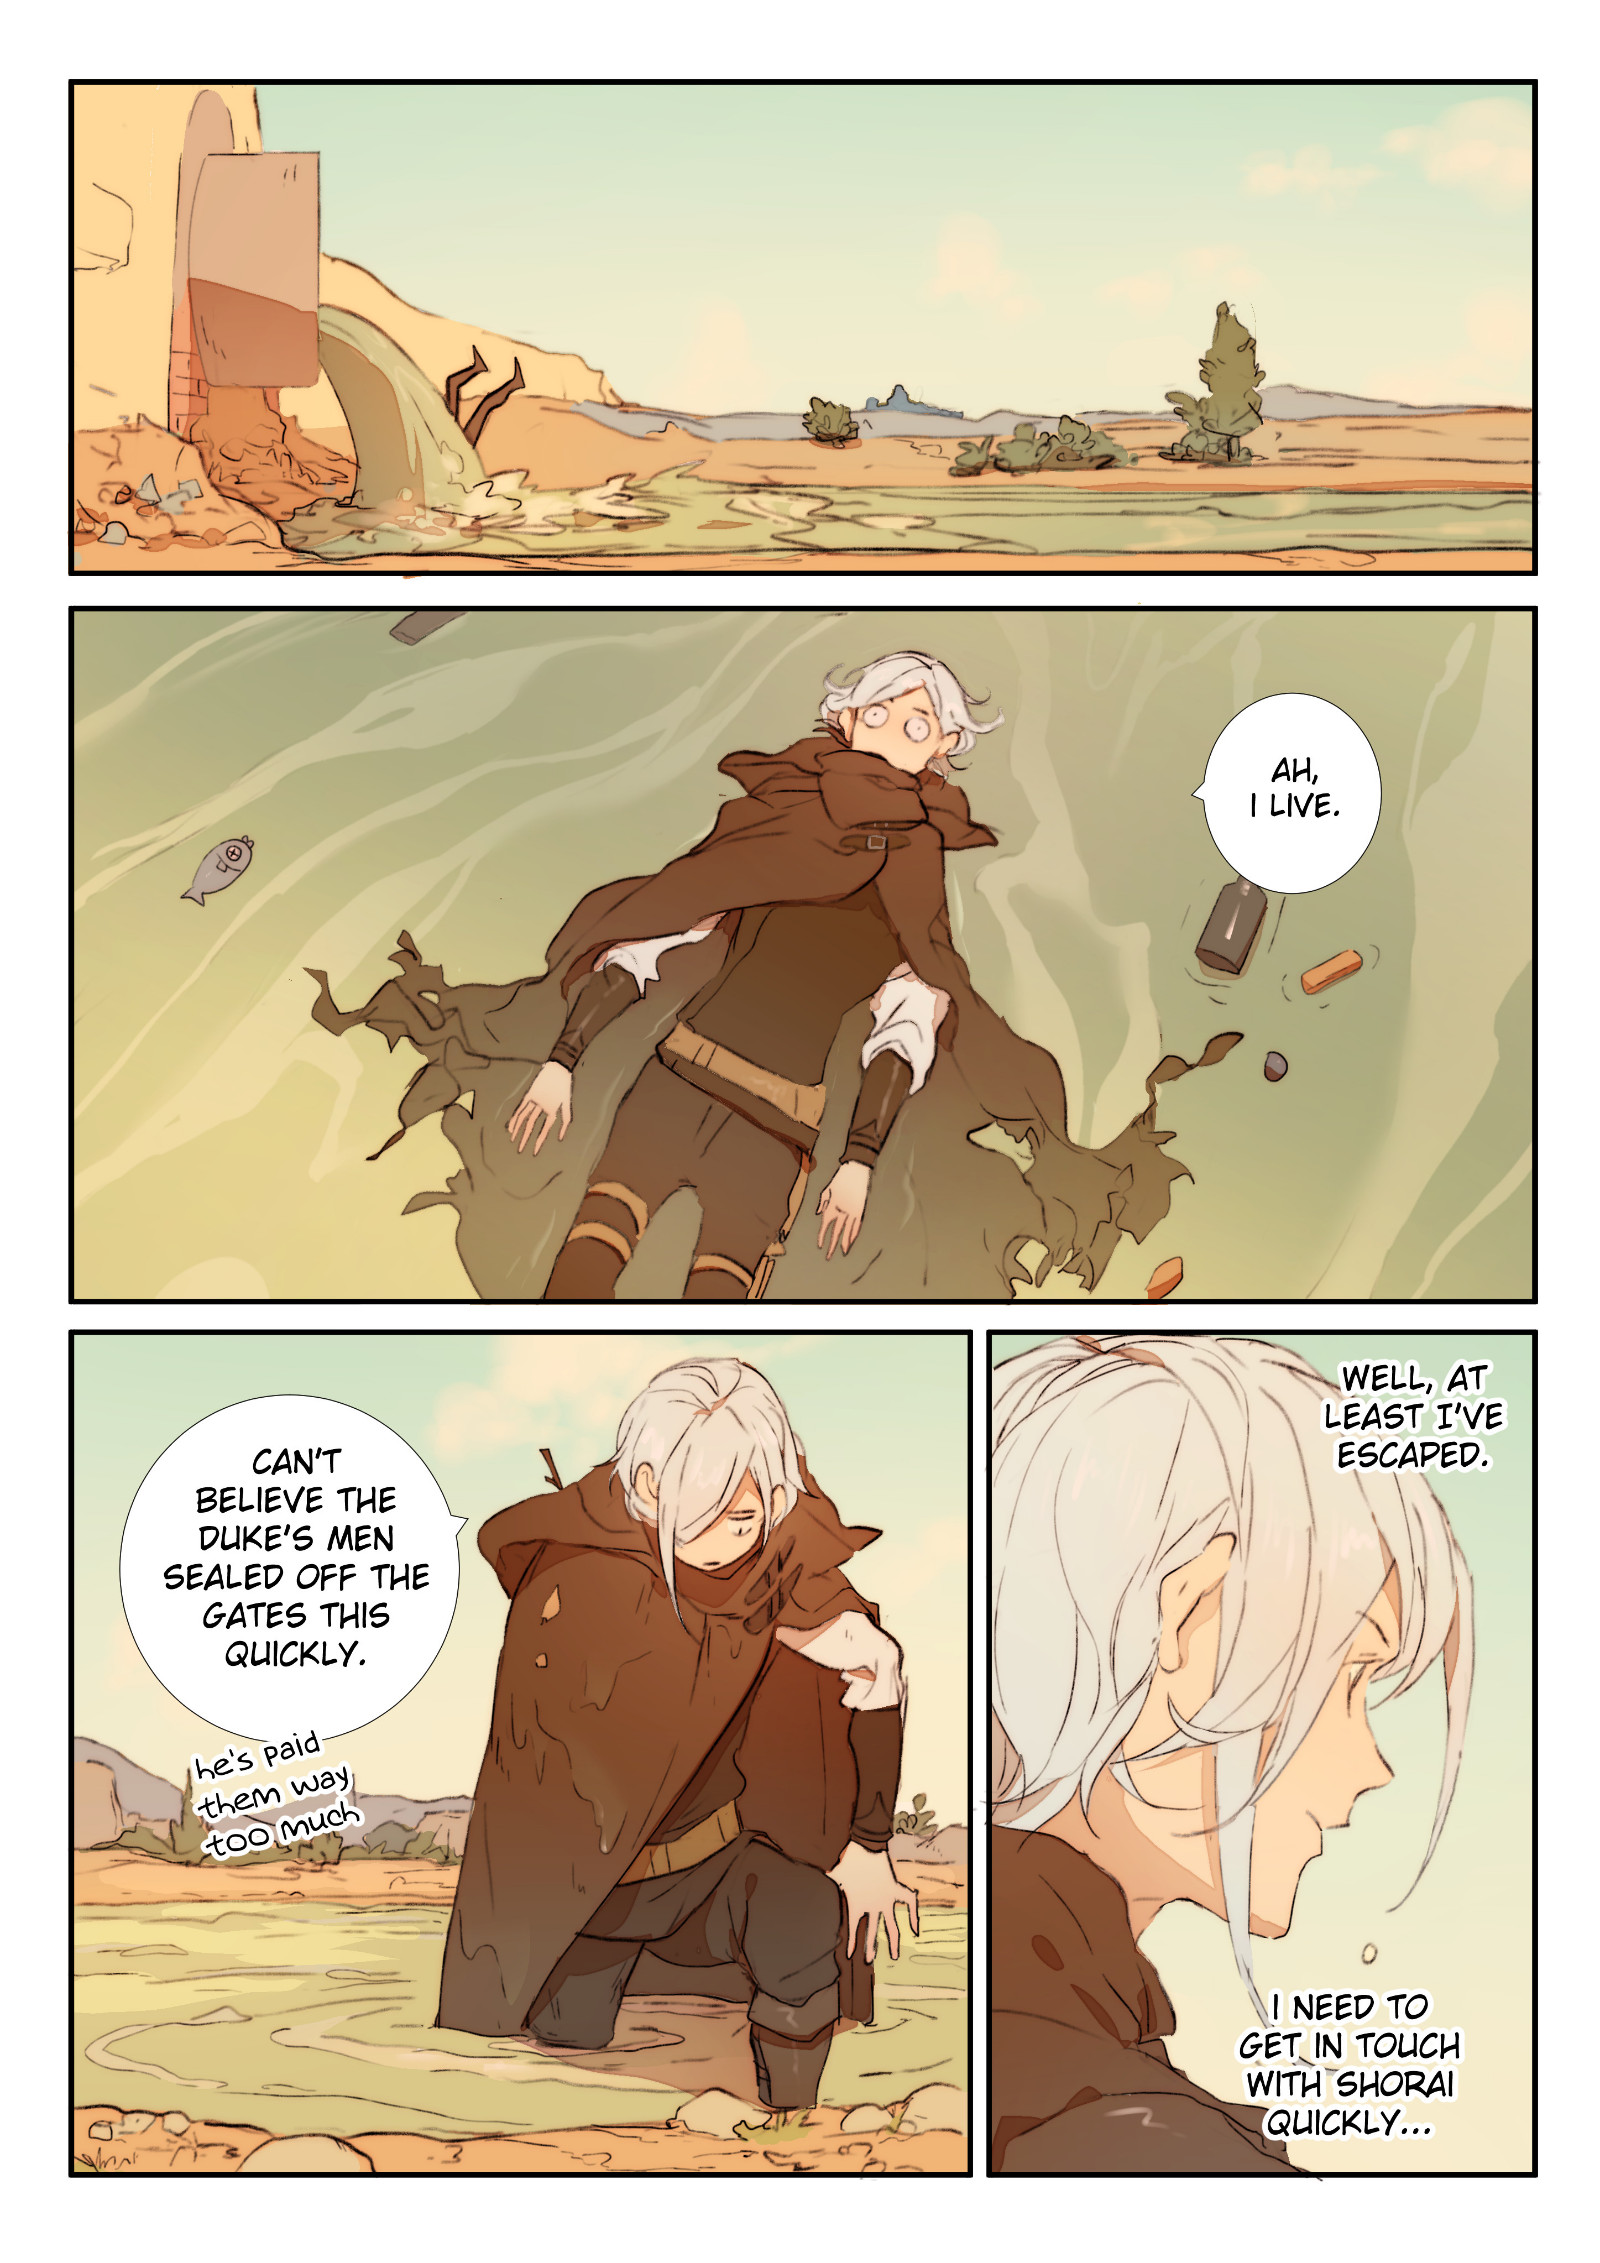 AH,
I LIVE.
CAN'T
BELIEVE THE
DUKE'S MEN
SEALED OFF THE
GATES THIS
QUICKLY.
he's paid
them way
too much
WELL, AT
LEAST I'VE
ESCAPED.
I NEED TO
GET IN TOUCH
WITH SHORAI
QUICKLY...